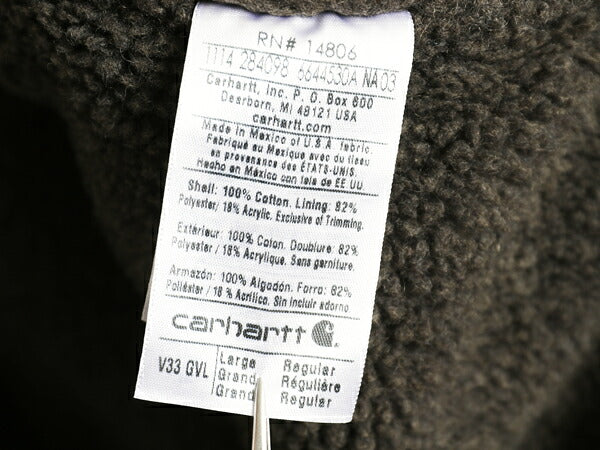 RN# 14806
1114 284098 6644530A NA 03
Carhartt, Inc. P. O. Box 600
Dearborn, MI 48121 USA
carhartt.com
Made in Mexico of U.S.A. fabric
Fabriqué au Mexique avec du tissu
en provenance des ÉTATS-UNIS.
Hecho en México con tela de EE UU
Shell: 100% Cotton. Lining: 82%
Polyester/ 18% Acrylic. Exclusive of Trimming.
Extérieur: 100% Coton. Doublure: 82%
Polyester / 18% Acrylique. Sans garniture.
Armazón: 100% Algodón. Forro: 82%
Poliéster / 18 % Acrílico. Sin incluir adorno
carhartt
V33 GVL Large Regular
Grand Régulière
Grand Regular